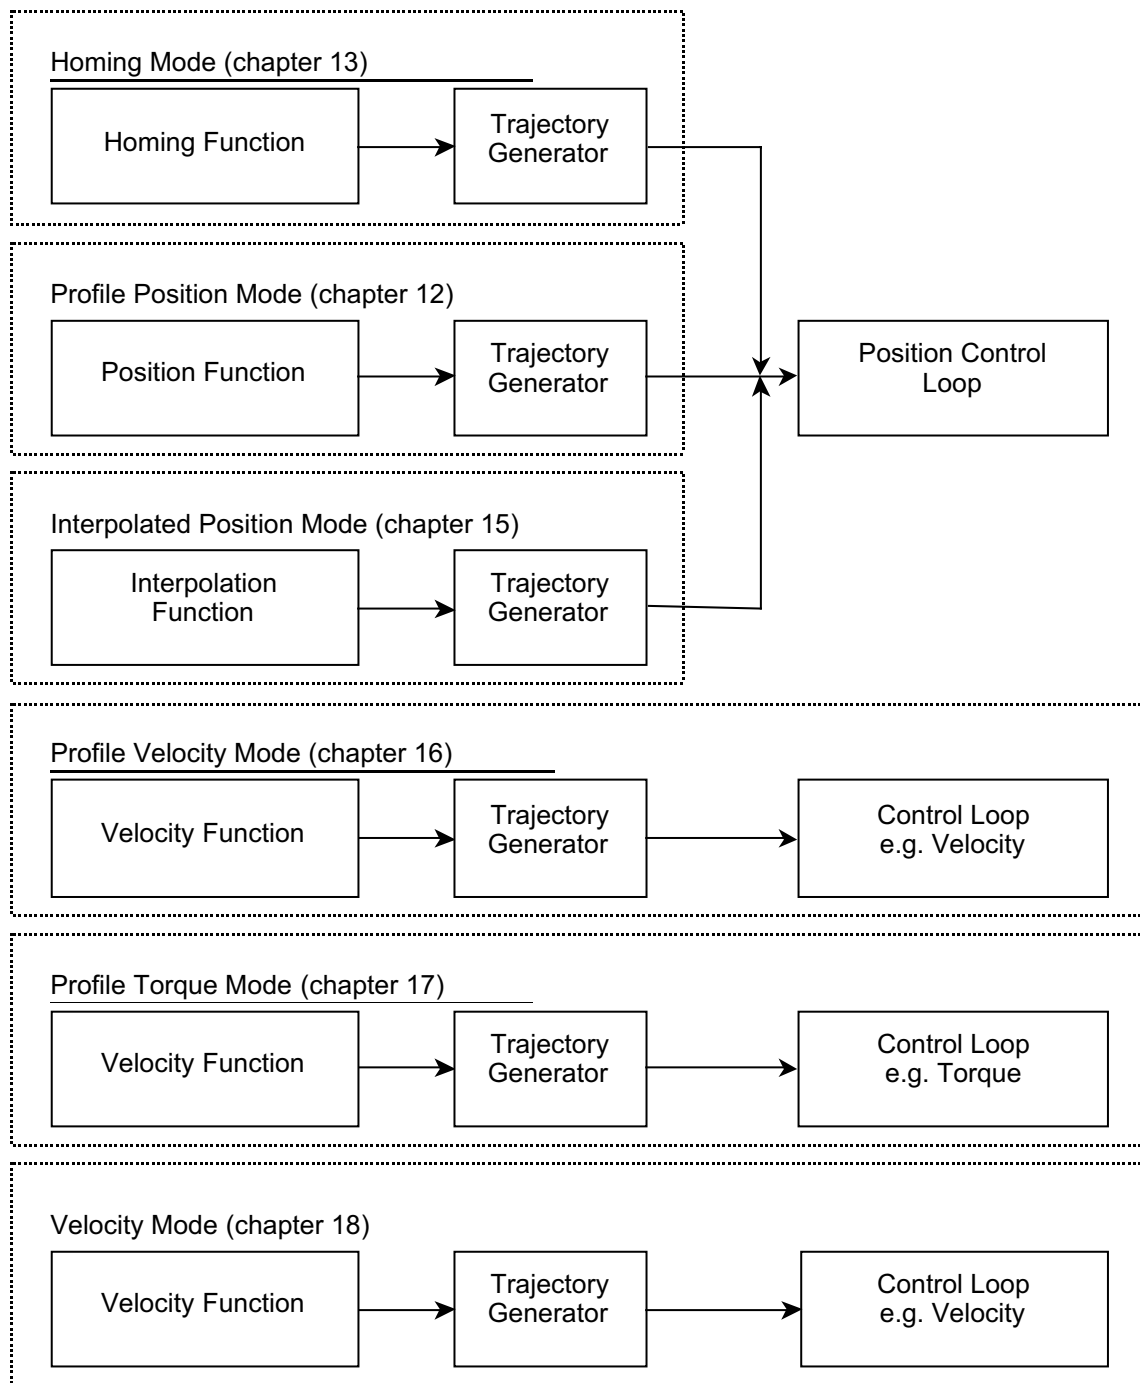 Homing Mode (chapter 13)
Homing Function
Trajectory
Generator
Profile Position Mode (chapter 12)
Position Function
Trajectory
Generator
Position Control
Loop
Interpolated Position Mode (chapter 15)
Interpolation
Function
Trajectory
Generator
Profile Velocity Mode (chapter 16)
Velocity Function
Trajectory
Generator
Control Loop
e.g. Velocity
Profile Torque Mode (chapter 17)
Velocity Function
Trajectory
Generator
Control Loop
e.g. Torque
Velocity Mode (chapter 18)
Velocity Function
Trajectory
Generator
Control Loop
e.g. Velocity